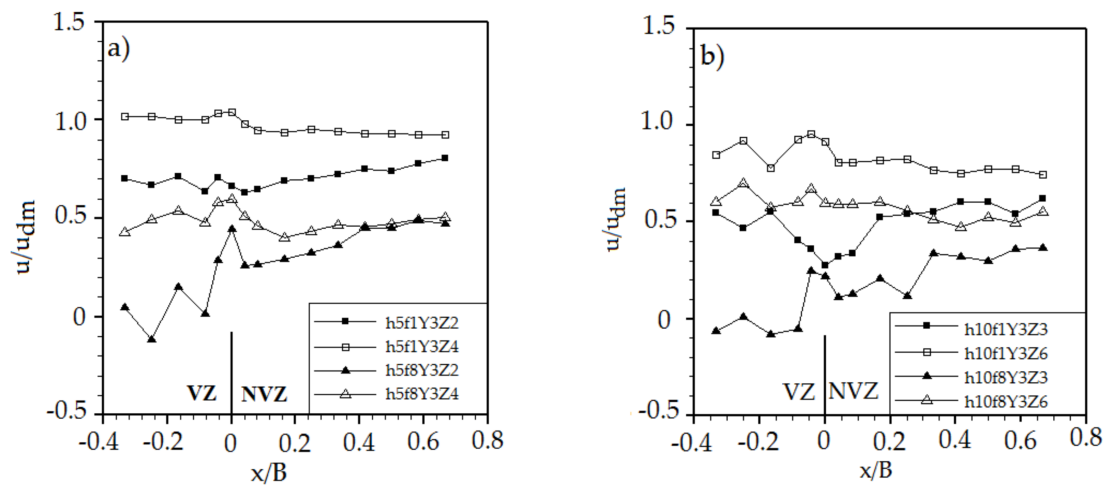 a)
1.5
1.0
0.5
0
-0.5
u/u_dm
-0.4 -0.2 0 0.2 0.4 0.6 0.8
x/B
VZ NVZ
h5f1Y3Z2
h5f1Y3Z4
h5f8Y3Z2
h5f8Y3Z4
b)
1.5
1.0
0.5
0
-0.5
u/u_dm
-0.4 -0.2 0 0.2 0.4 0.6 0.8
x/B
VZ NVZ
h10f1Y3Z3
h10f1Y3Z6
h10f8Y3Z3
h10f8Y3Z6